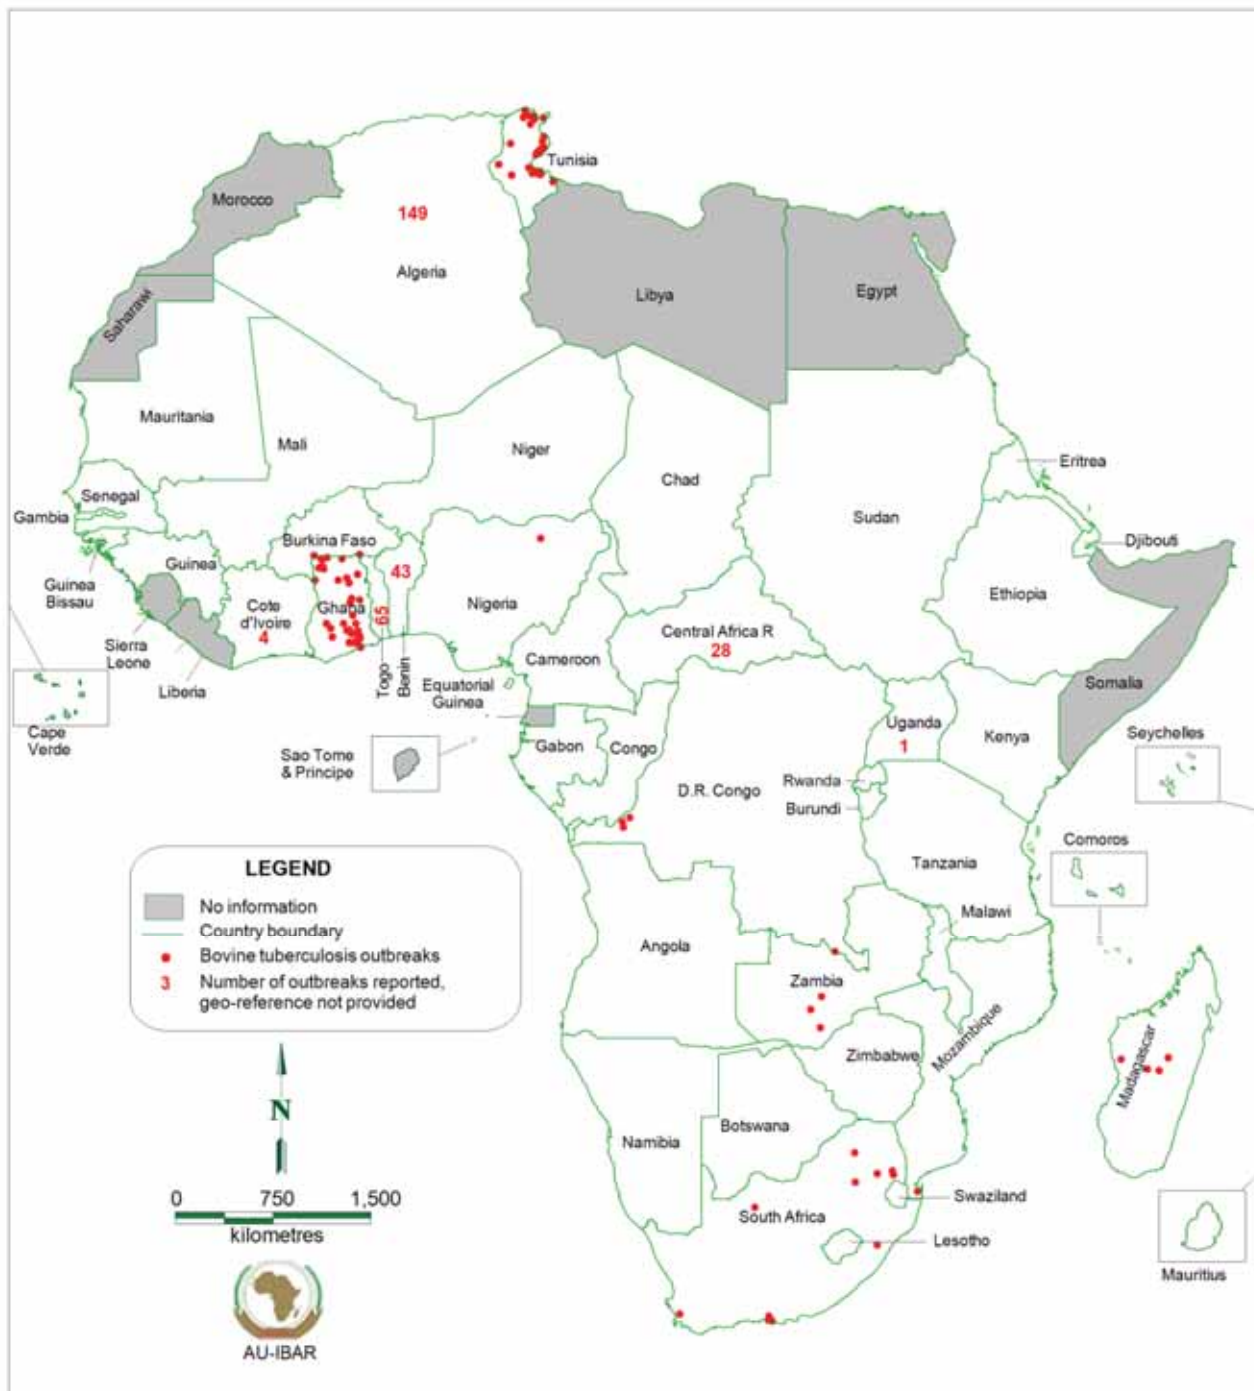 Tunisia
Morocco
149
Algeria
Libya
Egypt
Saharawi
Mauritania
Mali
Niger
Chad
Sudan
Eritrea
Senegal
Gambia
Burkina Faso
Djibouti
Guinea
Guinea
Bissau
43
Nigeria
Ethiopia
Cote
d'Ivoire
4
Ghana
65
Central Africa R
28
Sierra
Leone
Togo
Benin
Cameroon
Liberia
Equatorial
Guinea
Somalia
Uganda
1
Kenya
Seychelles
Cape
Verde
Sao Tome
& Principe
Gabon
Congo
D.R. Congo
Rwanda
Burundi
Comoros
Tanzania
LEGEND
No information
Country boundary
Bovine tuberculosis outbreaks
3 Number of outbreaks reported,
geo-reference not provided
Malawi
Angola
Zambia
Mozambique
Zimbabwe
Madagascar
N
Namibia
Botswana
0 750 1,500
kilometres
Swaziland
South Africa
Lesotho
Mauritius
AU-IBAR